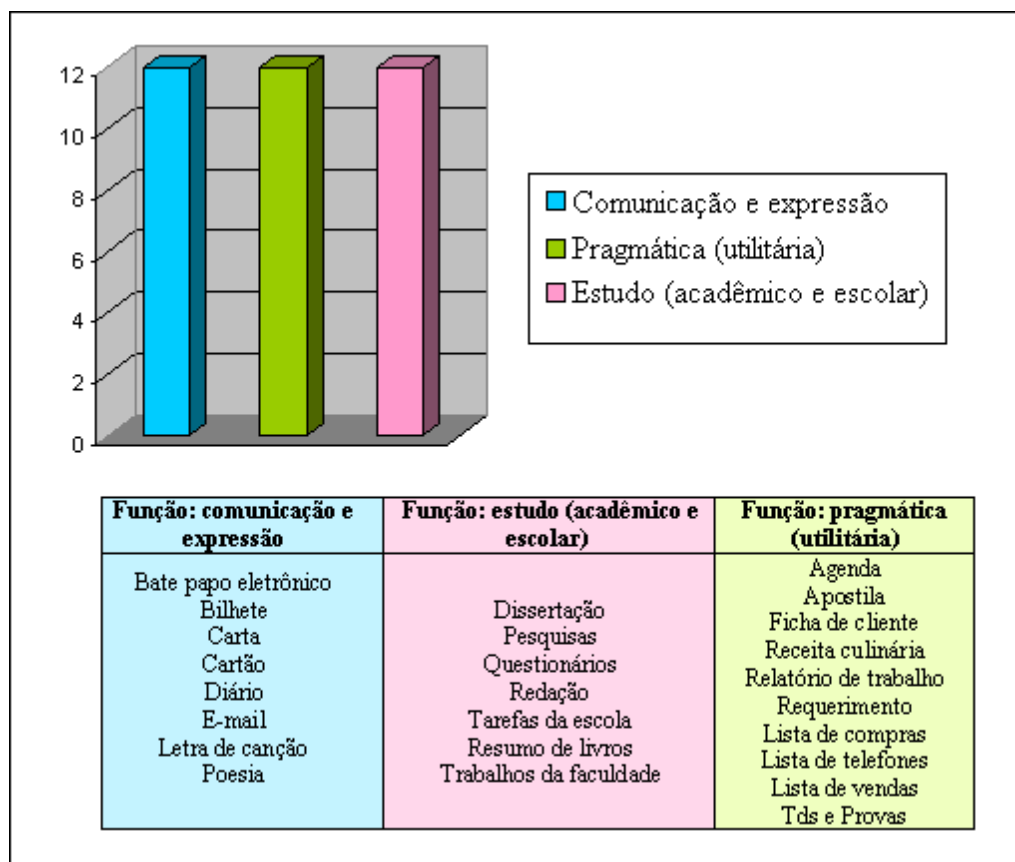 12
10
8
6
4
2
0
Comunicação e expressão
Pragmática (utilitária)
Estudo (acadêmico e escolar)
Função: comunicação e
expressão
Bate papo eletrônico
Bilhete
Carta
Cartão
Diário
E-mail
Letra de canção
Poesia
Função: estudo (acadêmico e
escolar)
Dissertação
Pesquisas
Questionários
Redação
Tarefas da escola
Resumo de livros
Trabalhos da faculdade
Função: pragmática
(utilitária)
Agenda
Apostila
Ficha de cliente
Receita culinária
Relatório de trabalho
Requerimento
Lista de compras
Lista de telefones
Lista de vendas
Tds e Provas